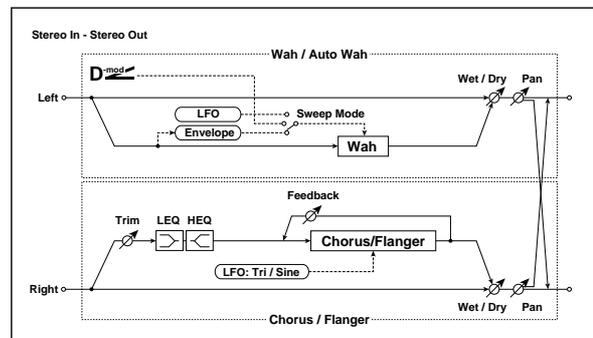 Stereo In - Stereo Out
Wah / Auto Wah
D-mod
Wet / Dry
Pan
Left
LFO
Sweep Mode
Envelope
Wah
Feedback
Trim
LEQ
HEQ
Chorus/Flanger
LFO: Tri / Sine
Right
Wet / Dry
Pan
Chorus / Flanger